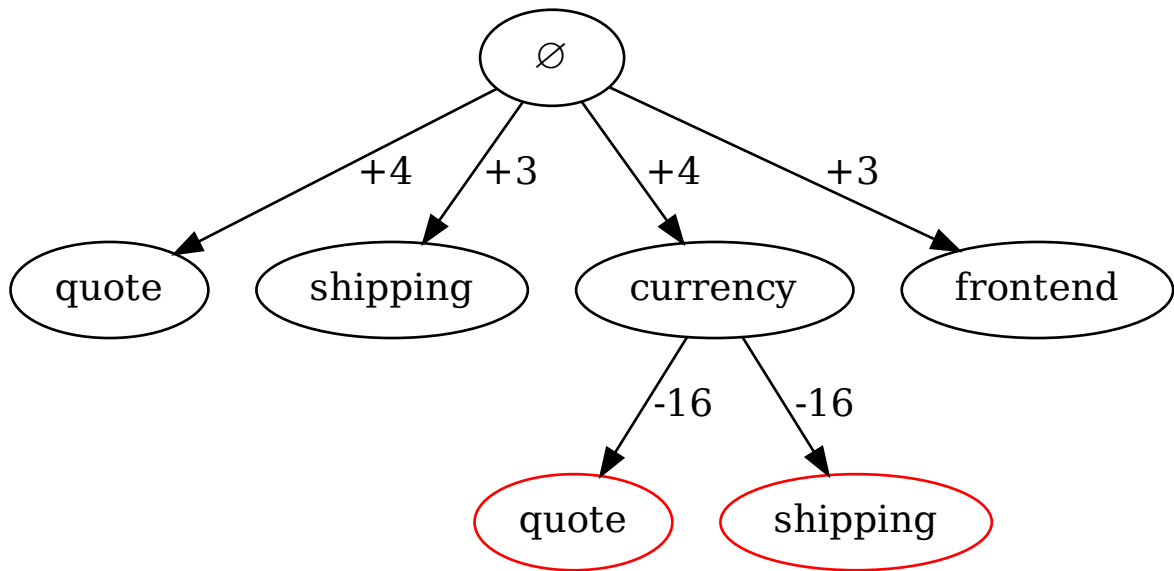 ∅
+4 +3 +4 +3
quote shipping currency frontend
-16 -16
quote shipping